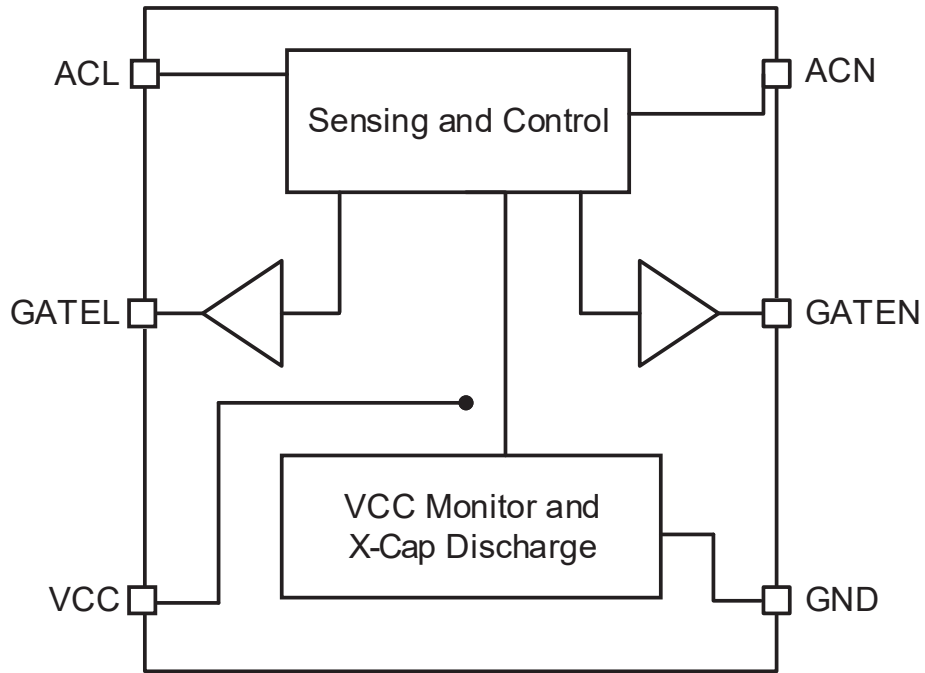 ACL
ACN
Sensing and Control
GATEL
GATEN
VCC Monitor and
X-Cap Discharge
VCC
GND